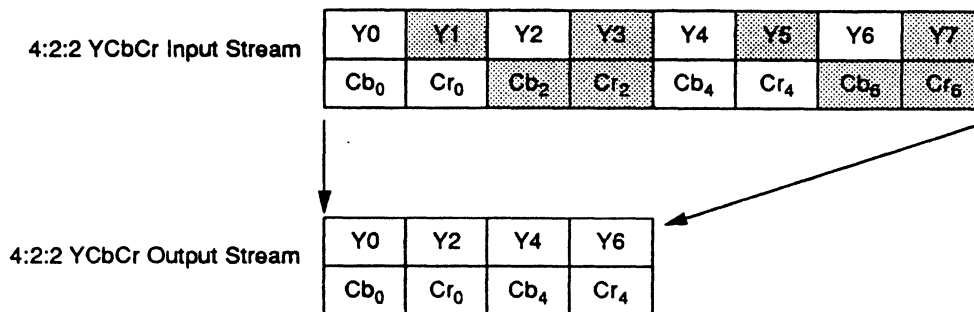 Y0 Y1 Y2 Y3 Y4 Y5 Y6 Y7
4:2:2 YCbCr Input Stream
Cb0 Cr0 Cb2 Cr2 Cb4 Cr4 Cb6 Cr6
Y0 Y2 Y4 Y6
4:2:2 YCbCr Output Stream
Cb0 Cr0 Cb4 Cr4